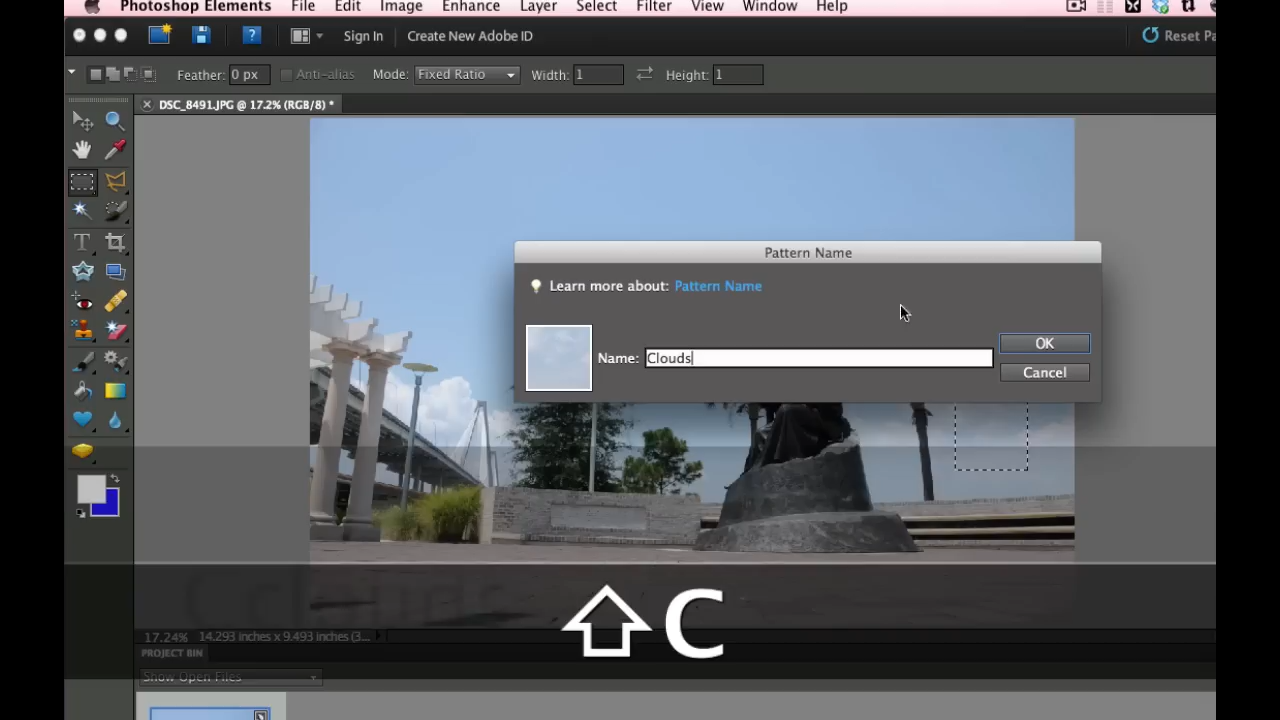 Photoshop Elements File Edit Image Enhance Layer Select Filter View Window Help
Sign In Create New Adobe ID Reset Pa
Feather: 0 px Anti-alias Mode: Fixed Ratio Width: 1 Height: 1
DSC_8491.JPG @ 17.2% (RGB/8) *
Pattern Name
Learn more about: Pattern Name
OK
Name: Clouds
Cancel
T
C clouds
C
17.24% 14.293 inches x 9.493 inches (3...
PROJECT BIN
Show Open Files